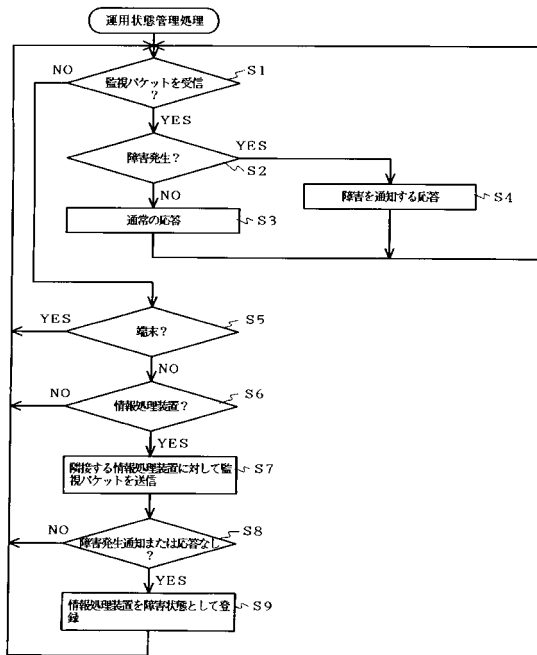 運用状態管理処理
NO
監視パケットを受信
?
S1
YES
障害発生?
YES
S2
NO
通常の応答
S3
障害を通知する応答
S4
YES
端末?
S5
NO
NO
情報処理装置?
S6
YES
隣接する情報処理装置に対して監
視パケットを送信
S7
NO
障害発生通知または応答なし
?
S8
YES
情報処理装置を障害状態として登
録
S9